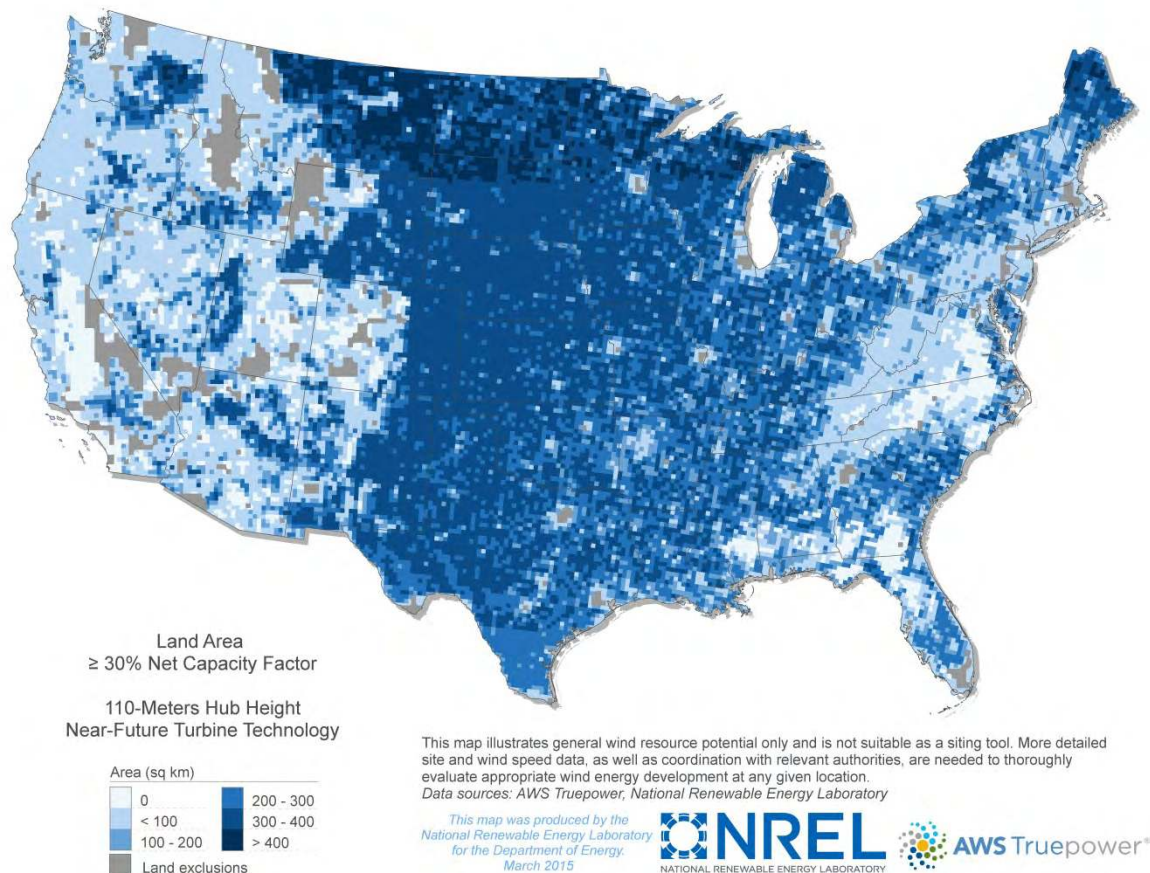 Land Area
≥ 30% Net Capacity Factor
110-Meters Hub Height
Near-Future Turbine Technology
Area (sq km)
0
< 100
100 - 200
200 - 300
300 - 400
> 400
Land exclusions
This map illustrates general wind resource potential only and is not suitable as a siting tool. More detailed
site and wind speed data, as well as coordination with relevant authorities, are needed to thoroughly
evaluate appropriate wind energy development at any given location.
Data sources: AWS Truepower, National Renewable Energy Laboratory
This map was produced by the
National Renewable Energy Laboratory
for the Department of Energy.
March 2015
NREL
NATIONAL RENEWABLE ENERGY LABORATORY
AWS Truepower®